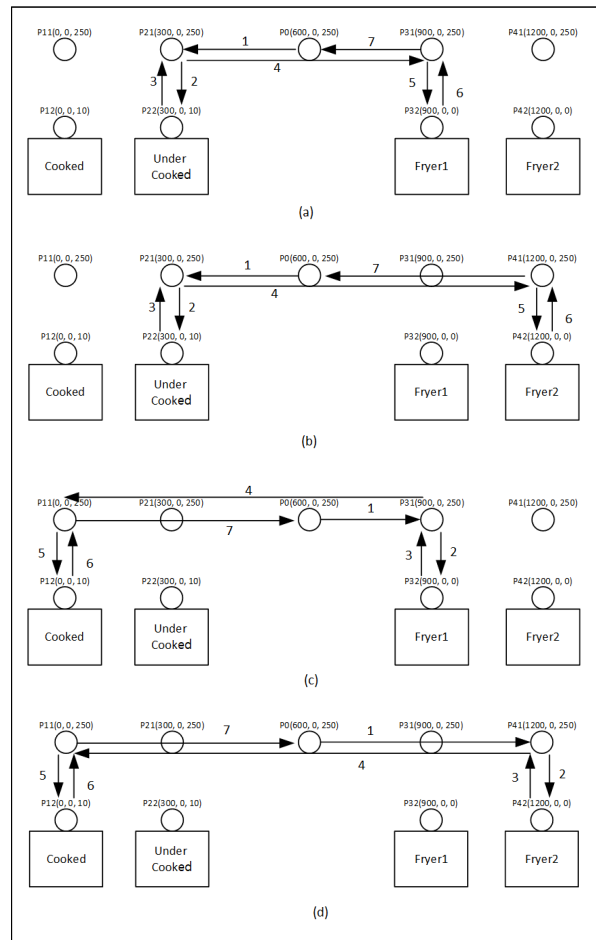 P11(0, 0, 250) P21(300, 0, 250) P0(600, 0, 250) P31(900, 0, 250) P41(1200, 0, 250)
1 7
4
3 2 5 6
P12(0, 0, 10) P22(300, 0, 10) P32(900, 0, 0) P42(1200, 0, 0)
Cooked Under Cooked Fryer1 Fryer2
(a)
P11(0, 0, 250) P21(300, 0, 250) P0(600, 0, 250) P31(900, 0, 250) P41(1200, 0, 250)
1 7
4
3 2 5 6
P12(0, 0, 10) P22(300, 0, 10) P32(900, 0, 0) P42(1200, 0, 0)
Cooked Under Cooked Fryer1 Fryer2
(b)
4
P11(0, 0, 250) P21(300, 0, 250) P0(600, 0, 250) P31(900, 0, 250) P41(1200, 0, 250)
1
7
5 6 3 2
P12(0, 0, 10) P22(300, 0, 10) P32(900, 0, 0) P42(1200, 0, 0)
Cooked Under Cooked Fryer1 Fryer2
(c)
P11(0, 0, 250) P21(300, 0, 250) P0(600, 0, 250) P31(900, 0, 250) P41(1200, 0, 250)
7 1
4
5 6 3 2
P12(0, 0, 10) P22(300, 0, 10) P32(900, 0, 0) P42(1200, 0, 0)
Cooked Under Cooked Fryer1 Fryer2
(d)